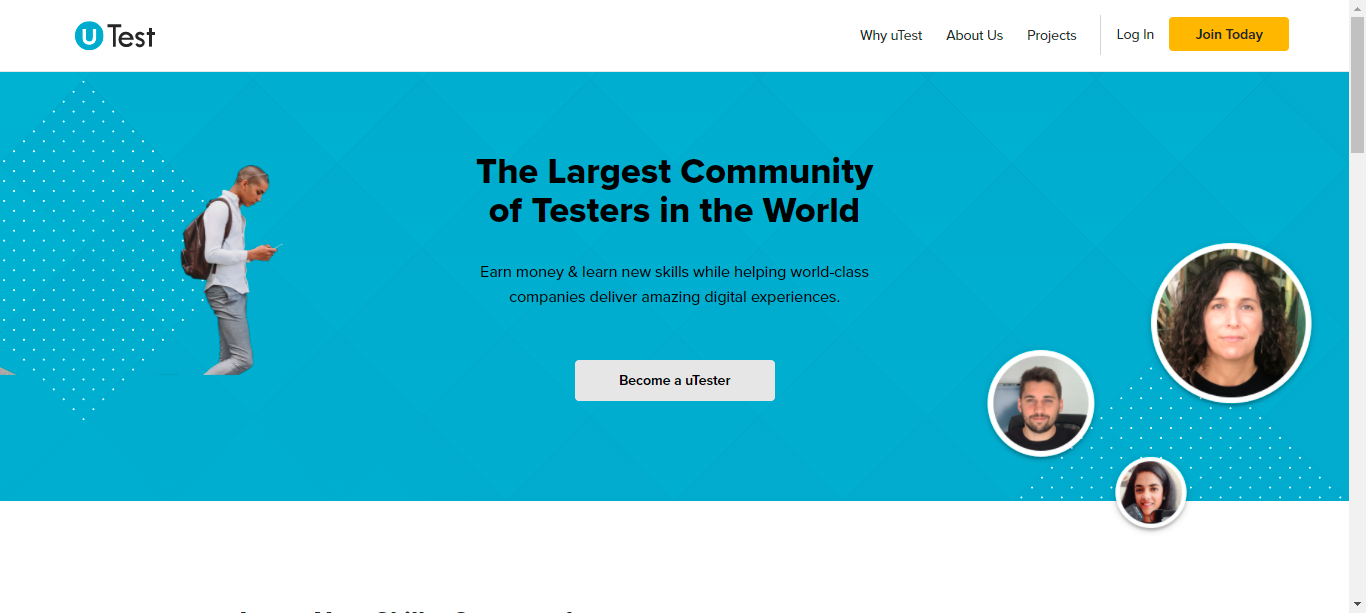 uTest
Why uTest
About Us
Projects
Log In
Join Today
The Largest Community
of Testers in the World
Earn money & learn new skills while helping world-class
companies deliver amazing digital experiences.
Become a uTester